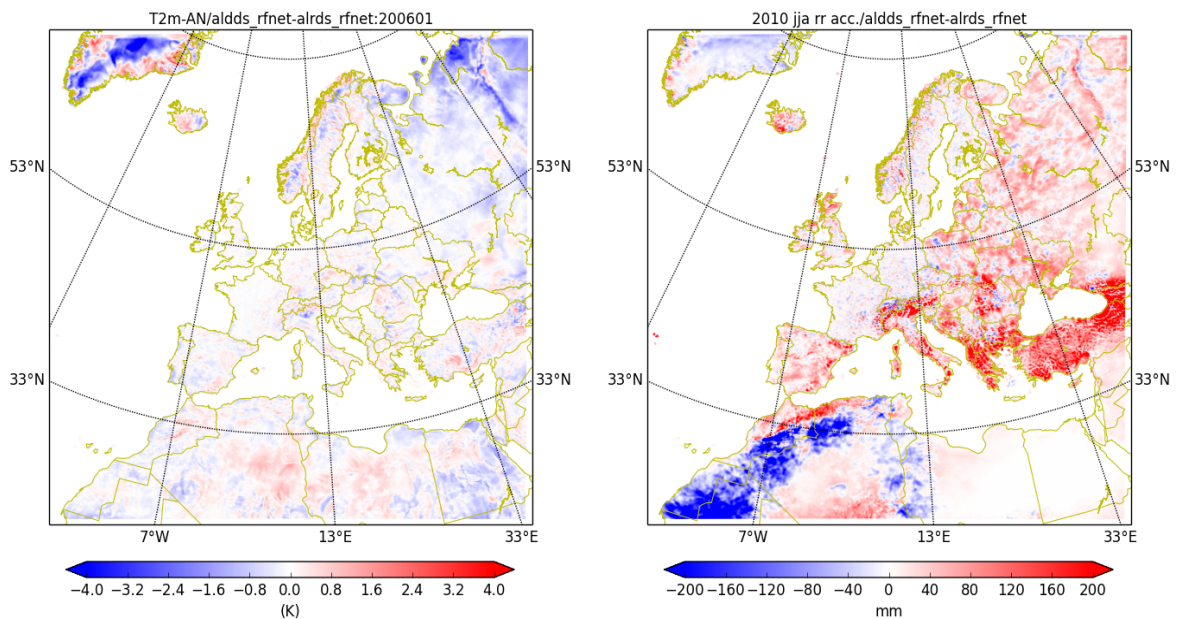 T2m-AN/aldds_rfnet-alrds_rfnet:200601
2010 jja rr acc./aldds_rfnet-alrds_rfnet
53°N
53°N
53°N
53°N
33°N
33°N
33°N
33°N
7°W
13°E
33°E
7°W
13°E
33°E
−4.0 −3.2 −2.4 −1.6 −0.8 0.0 0.8 1.6 2.4 3.2 4.0
(K)
−200 −160 −120 −80 −40 0 40 80 120 160 200
mm